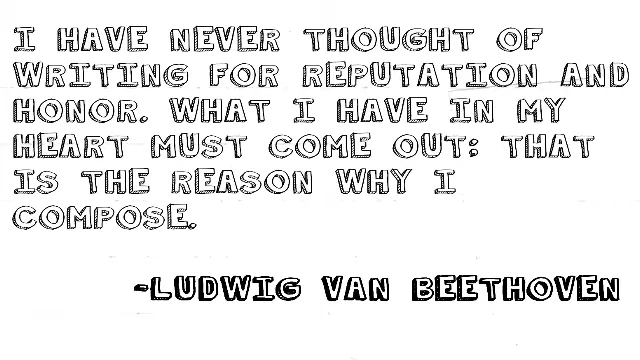 I HAVE NEVER THOUGHT OF
WRITING FOR REPUTATION AND
HONOR. WHAT I HAVE IN MY
HEART MUST COME OUT; THAT
IS THE REASON WHY I
COMPOSE.
-LUDWIG VAN BEETHOVEN